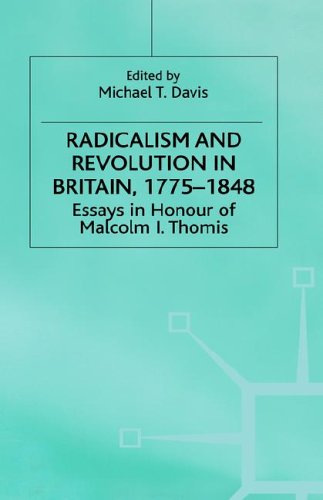 Edited by
Michael T. Davis
RADICALISM AND
REVOLUTION IN
BRITAIN, 1775–1848
Essays in Honour of
Malcolm I. Thomis